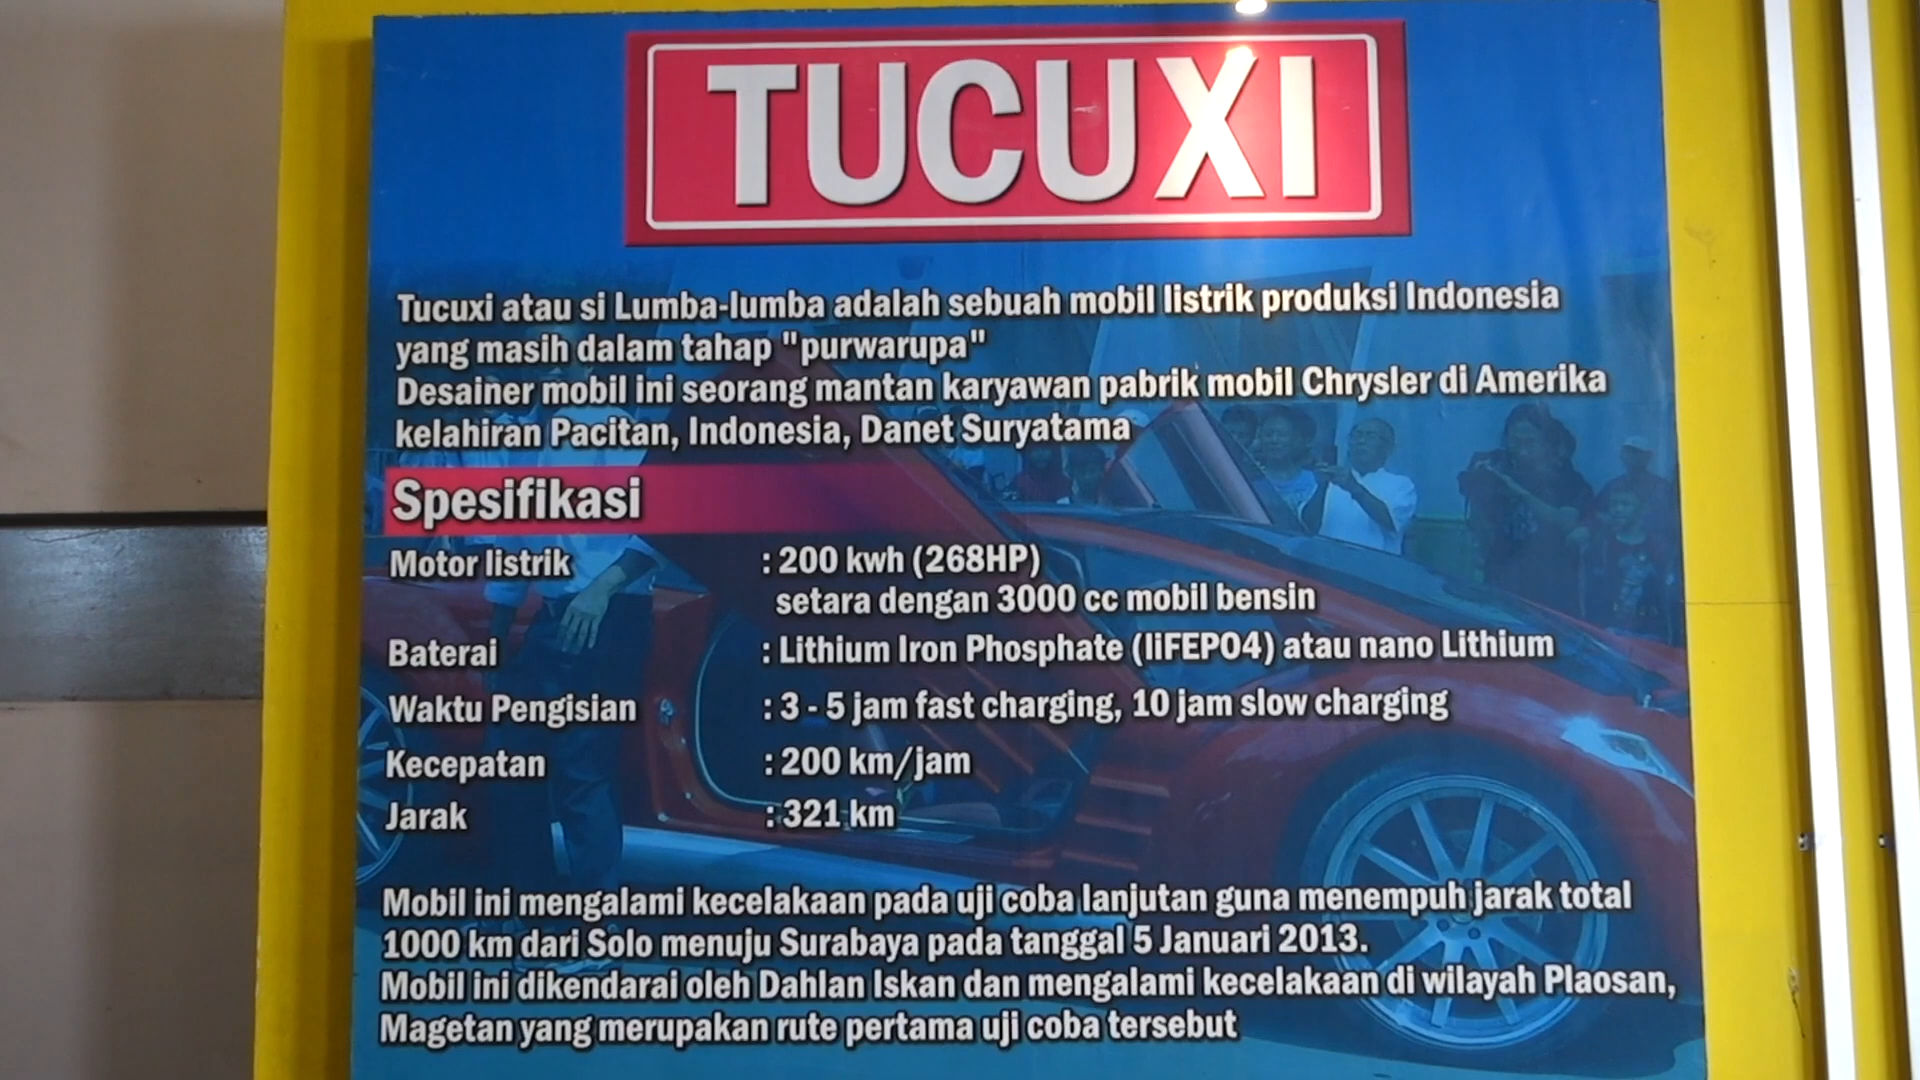 TUCUXI
Tucuxi atau si Lumba-lumba adalah sebuah mobil listrik produksi Indonesia
yang masih dalam tahap "purwarupa"
Desainer mobil ini seorang mantan karyawan pabrik mobil Chrysler di Amerika
kelahiran Pacitan, Indonesia, Danet Suryatama
Spesifikasi
Motor listrik : 200 kwh (268HP)
setara dengan 3000 cc mobil bensin
Baterai : Lithium Iron Phosphate (liFEPO4) atau nano Lithium
Waktu Pengisian : 3 - 5 jam fast charging, 10 jam slow charging
Kecepatan : 200 km/jam
Jarak : 321 km
Mobil ini mengalami kecelakaan pada uji coba lanjutan guna menempuh jarak total
1000 km dari Solo menuju Surabaya pada tanggal 5 Januari 2013.
Mobil ini dikendarai oleh Dahlan Iskan dan mengalami kecelakaan di wilayah Plaosan,
Magetan yang merupakan rute pertama uji coba tersebut